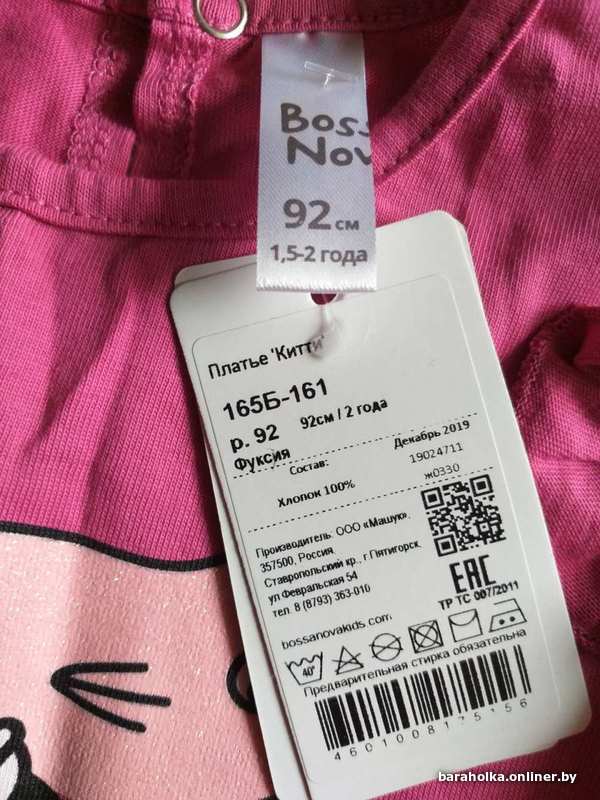 Boss
Nov
92 см
1,5-2 года
Платье 'Китти'
165Б-161
р. 92 92см / 2 года
Фуксия
Состав: Декабрь 2019
19024711
Хлопок 100% ж0330
Производитель: ООО «Машук».
357500, Россия,
Ставропольский кр., г.Пятигорск,
ул Февральская 54
тел. 8 (8793) 363-010
EAC
ТР ТС 007/2011
bossanovakids.com
40°
Предварительная стирка обязательна
4601008175156
baraholka.onliner.by